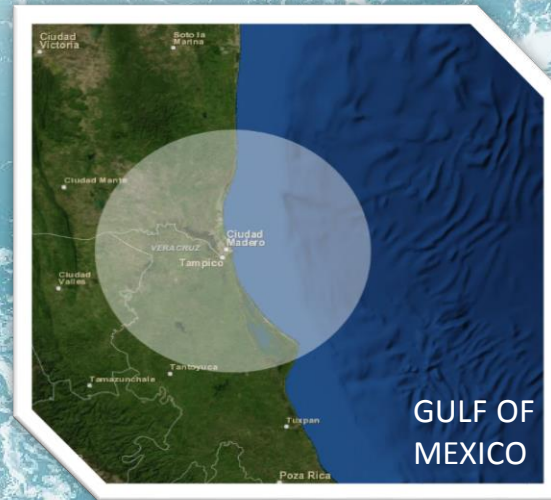 Ciudad
Victoria
Soto la
Marina
Ciudad Mante
Ciudad
Madero
VERACRUZ
Tampico
Ciudad
Valles
Tantoyuca
Tamazunchale
Tuxpan
GULF OF
MEXICO
Poza Rica